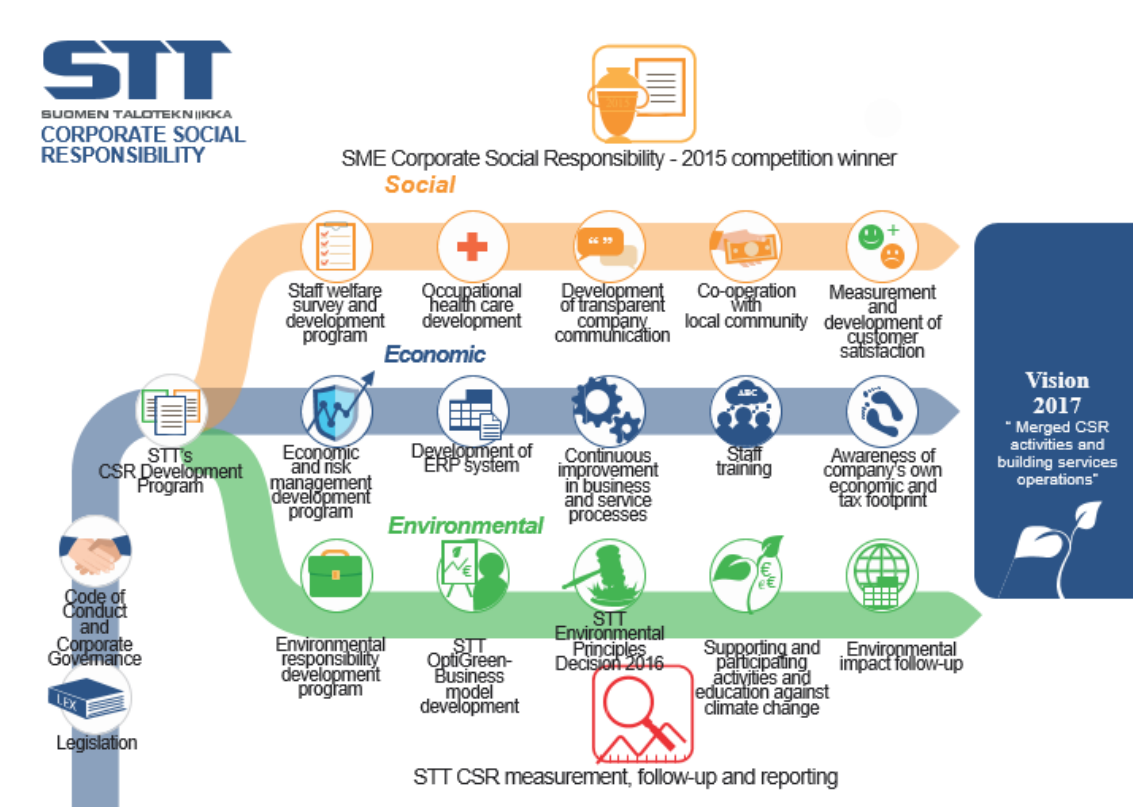 STT
SUOMEN TALOTEKNIIKKA
CORPORATE SOCIAL
RESPONSIBILITY
2015
SME Corporate Social Responsibility - 2015 competition winner
Social
Staff welfare
survey and
development
program
Occupational
health care
development
Development
of transparent
company
communication
Co-operation
with
local community
Measurement
and
development of
customer
satisfaction
Economic
ABC
STT's
CSR Development
Program
Economic
and risk
management
development
program
Development of
ERP system
Continuous
improvement
in business
and service
processes
Staff
training
Awareness of
company's own
economic and
tax footprint
Vision
2017
“ Merged CSR
activities and
building services
operations”
Environmental
€
€
€ €
Code of
Conduct
and
Corporate
Governance
LEX
Legislation
Environmental
responsibility
development
program
STT
OptiGreen-
Business
model
development
STT
Environmental
Principles
Decision 2016
Supporting and
participating
activities and
education against
climate change
Environmental
impact follow-up
STT CSR measurement, follow-up and reporting